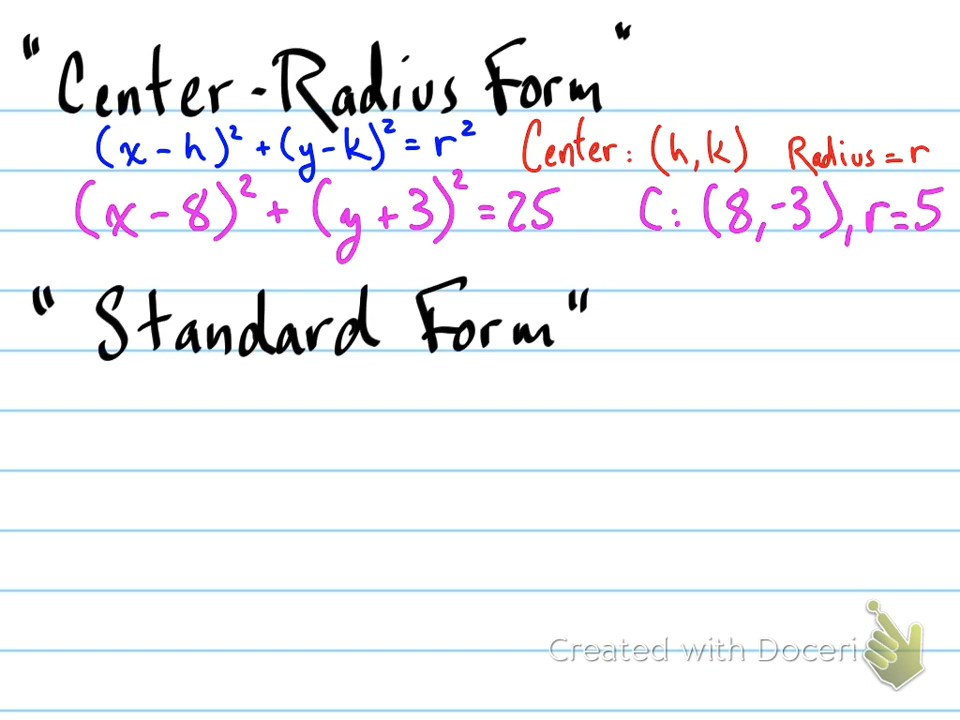 "Center-Radius Form"
(x-h)² + (y-k)² = r² Center: (h,k) Radius = r
(x-8)² + (y+3)² = 25 C: (8,-3), r=5
"Standard Form"
Created with Doceri